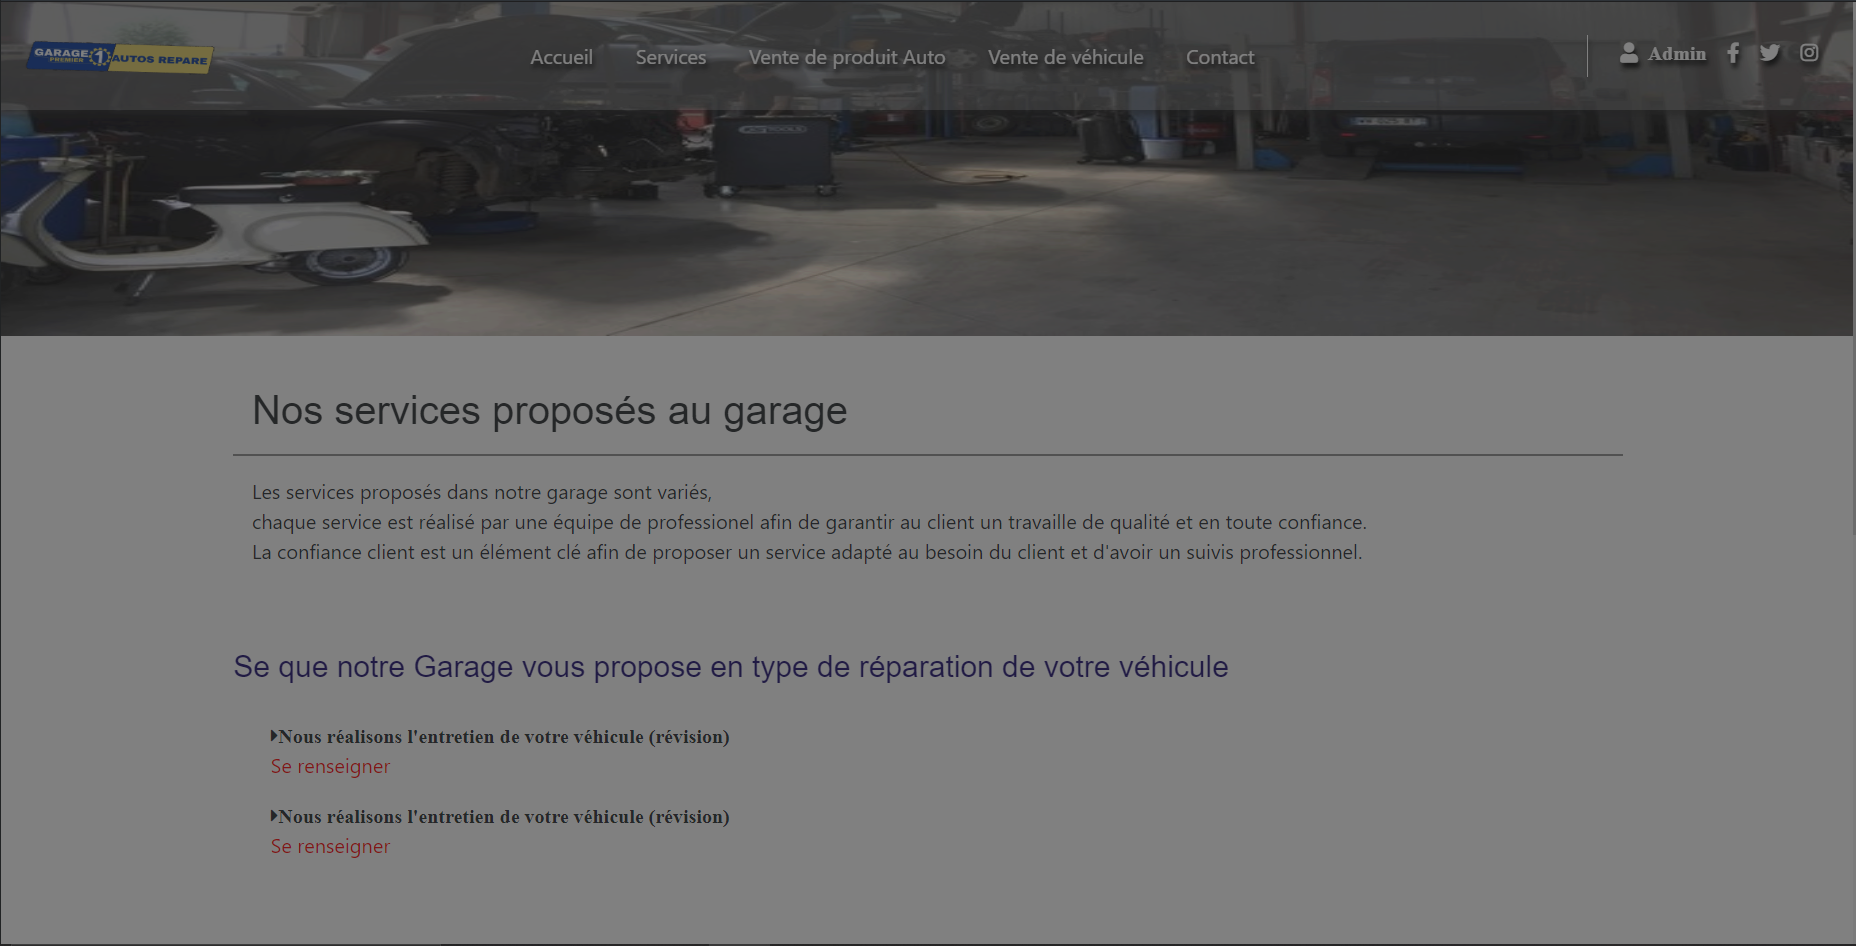 GARAGE
PREMIER
1
AUTOS REPARE
Accueil
Services
Vente de produit Auto
Vente de véhicule
Contact
Admin
TOOLS
Nos services proposés au garage
Les services proposés dans notre garage sont variés,
chaque service est réalisé par une équipe de professionel afin de garantir au client un travaille de qualité et en toute confiance.
La confiance client est un élément clé afin de proposer un service adapté au besoin du client et d'avoir un suivis professionnel.
Se que notre Garage vous propose en type de réparation de votre véhicule
Nous réalisons l'entretien de votre véhicule (révision)
Se renseigner
Nous réalisons l'entretien de votre véhicule (révision)
Se renseigner